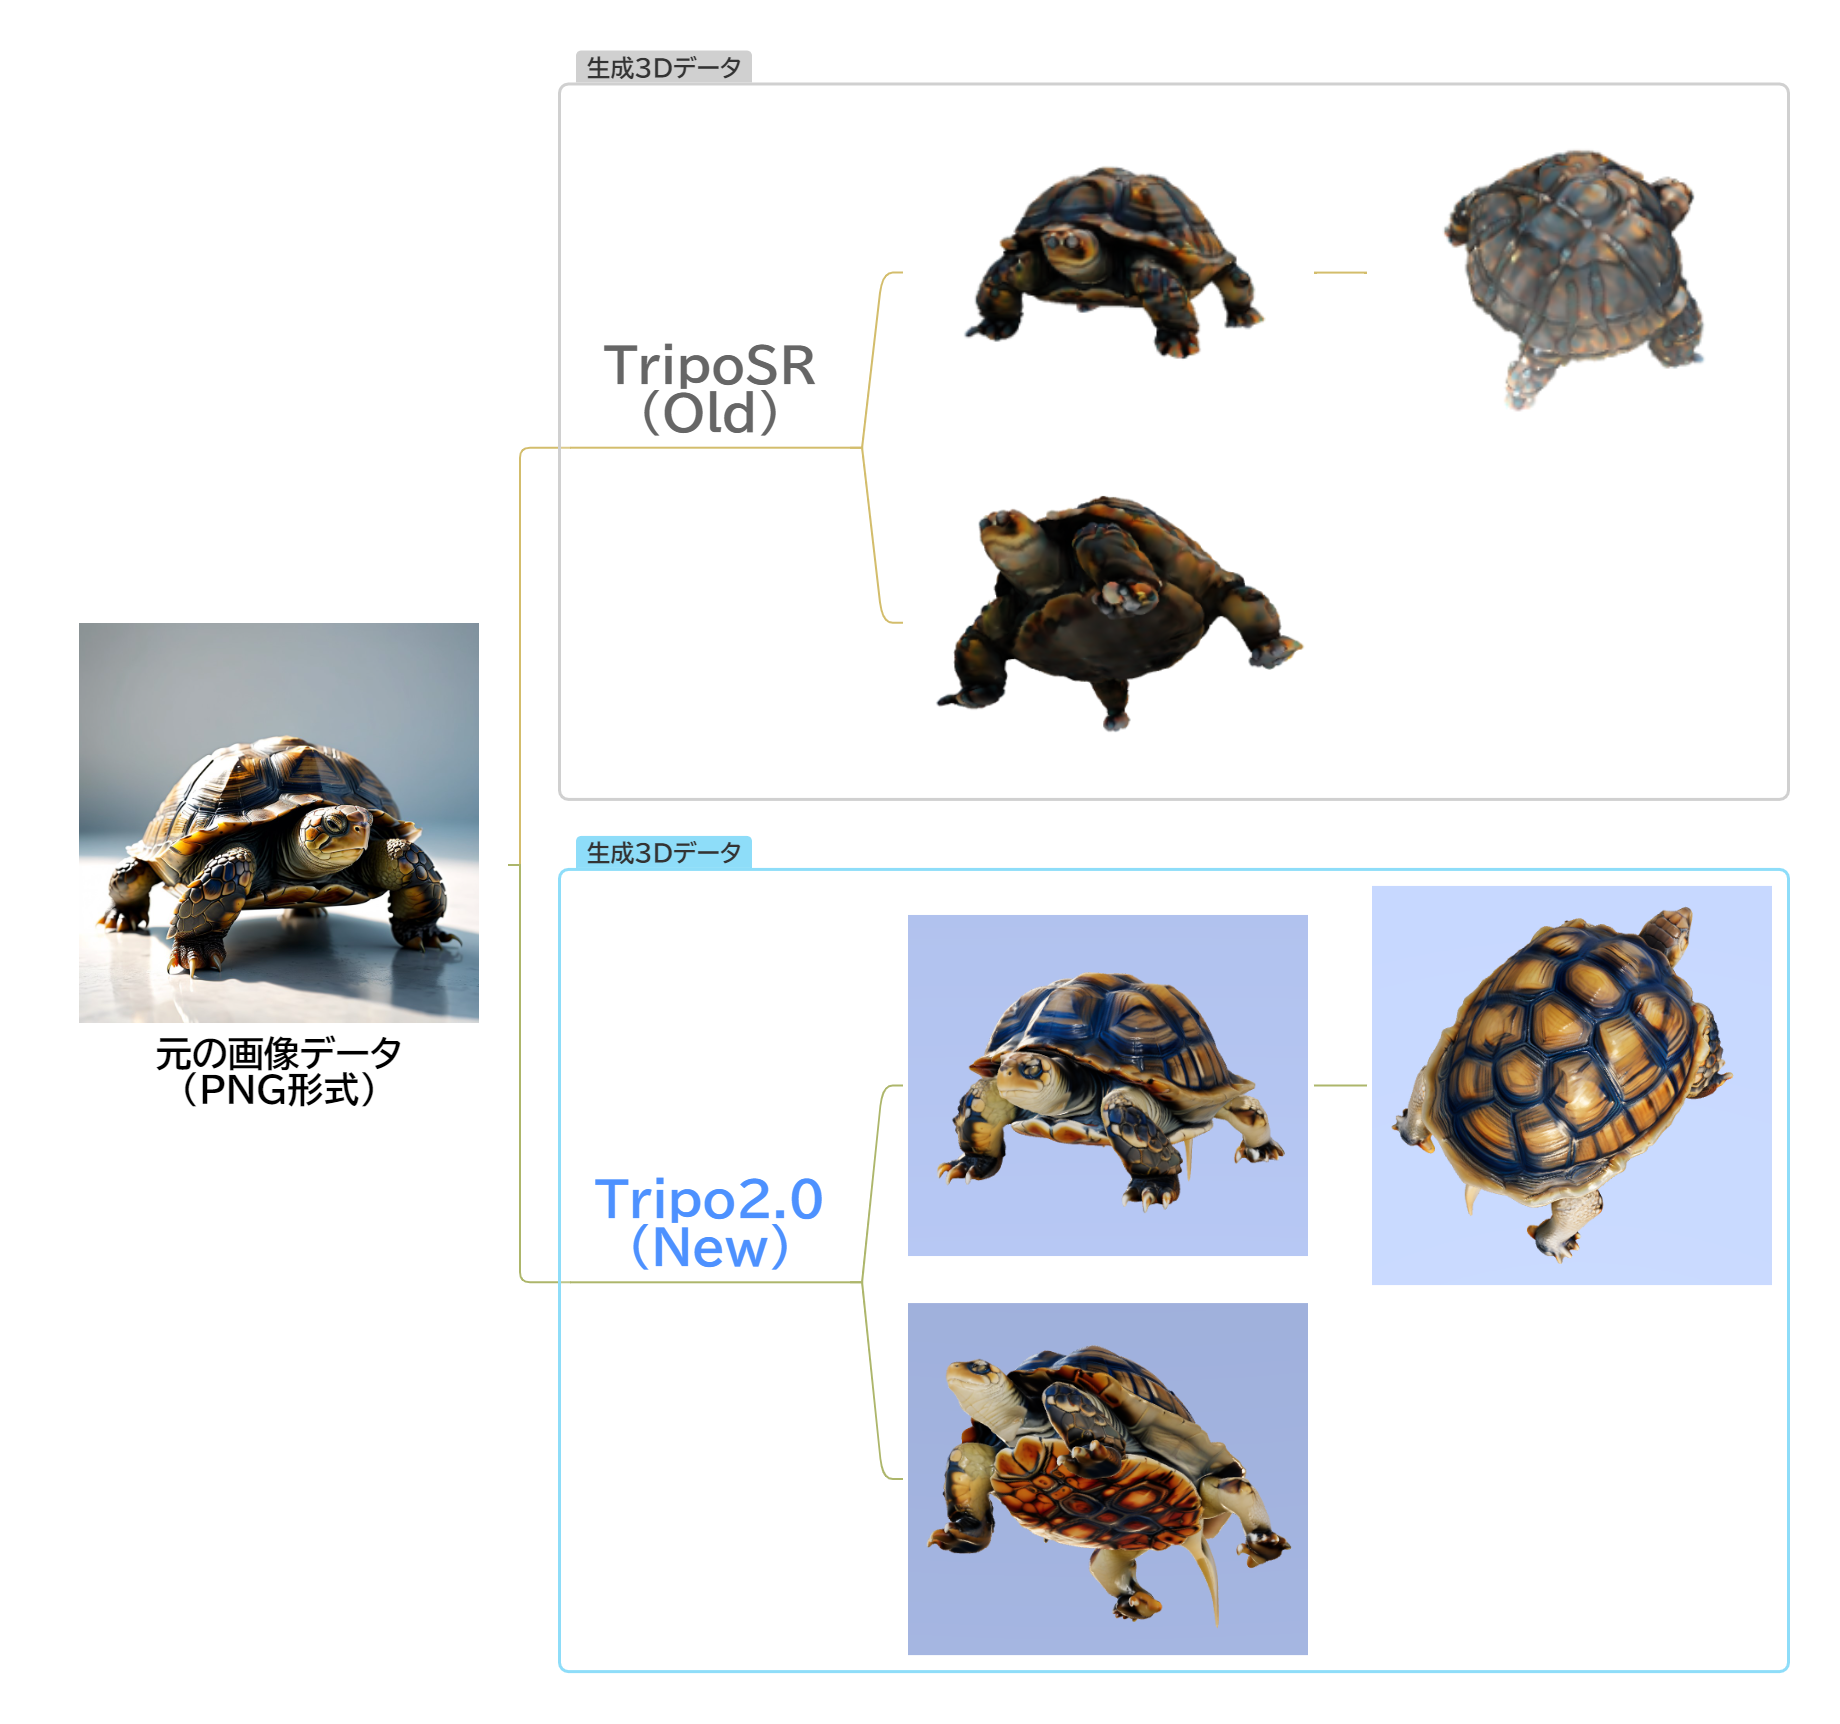 生成3Dデータ
TripoSR
（Old）
元の画像データ
（PNG形式）
生成3Dデータ
Tripo2.0
（New）